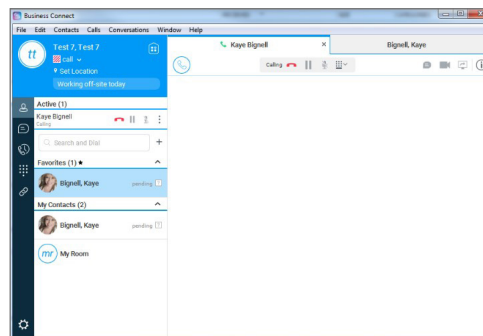 Business Connect
File Edit Contacts Calls Conversations Window Help
tt
Test 7, Test 7
call
Set Location
Working off-site today
Kaye Bignell ×
Bignell, Kaye
Calling
Active (1)
Kaye Bignell
Calling
Search and Dial +
Favorites (1) ★
Bignell, Kaye pending ?
My Contacts (2)
Bignell, Kaye pending ?
mr My Room